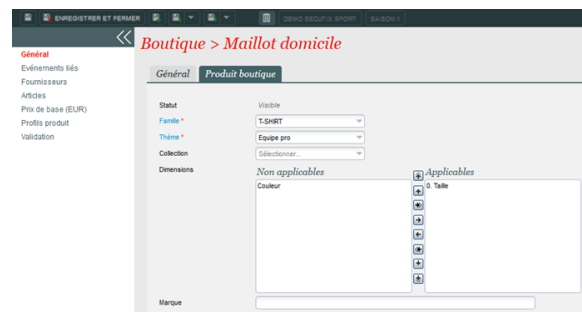 ENREGISTRER ET FERMER
DEMO SECUTIX SPORT
SAISON 1
Boutique > Maillot domicile
Général
Evénements liés
Fournisseurs
Articles
Prix de base (EUR)
Profils produit
Validation
Général
Produit boutique
Statut
Visible
Famille *
T-SHIRT
Thème *
Equipe pro
Collection
Sélectionner...
Dimensions
Non applicables
Applicables
Couleur
0. Taille
Marque